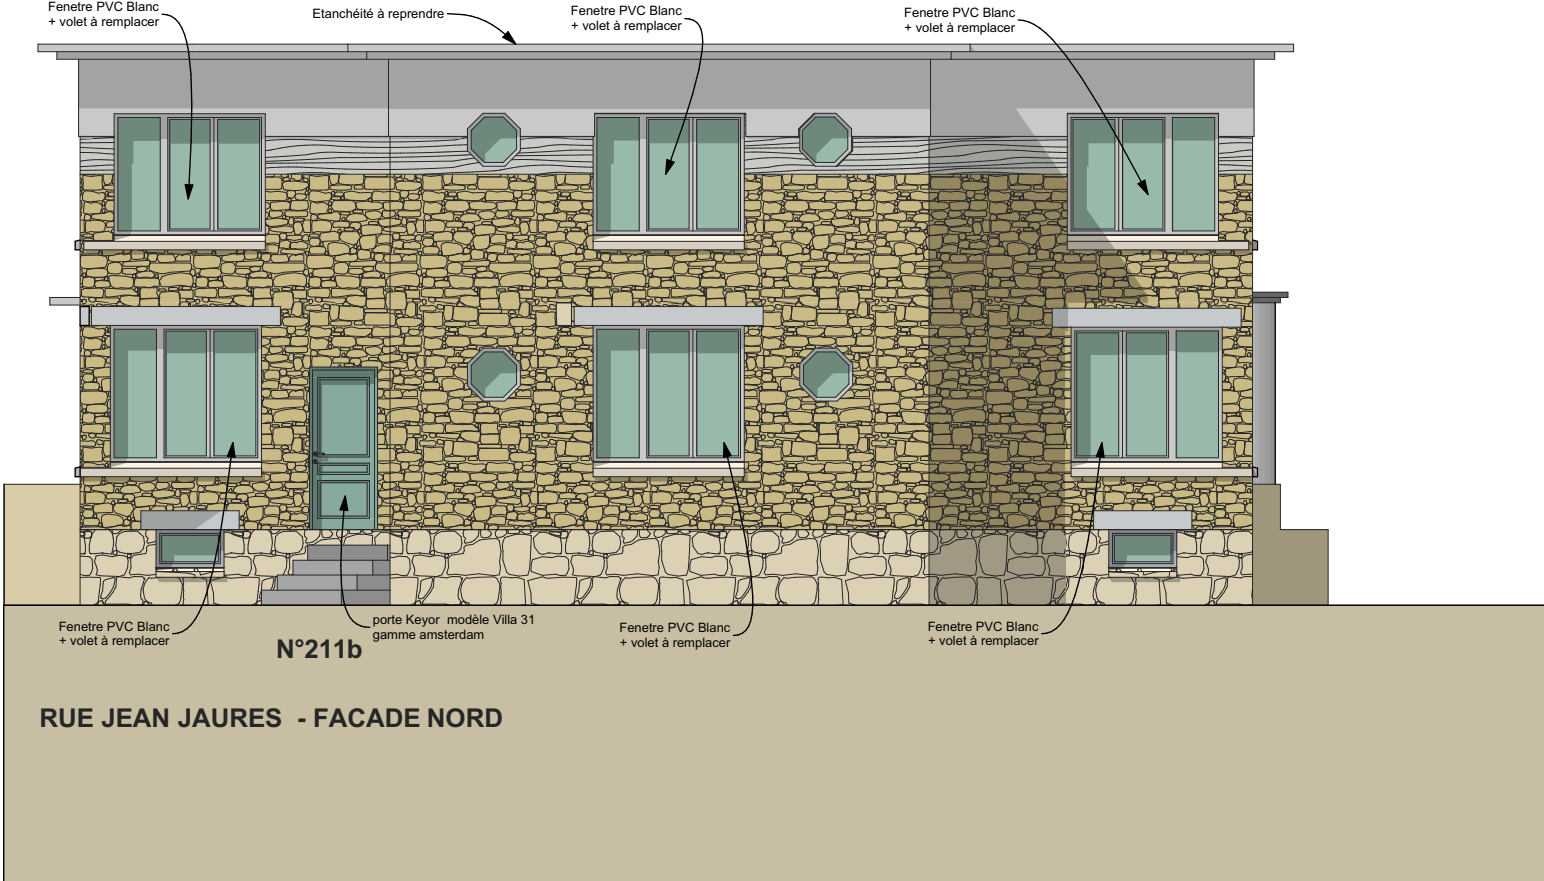 Fenetre PVC Blanc
+ volet à remplacer
Etanchéité à reprendre
Fenetre PVC Blanc
+ volet à remplacer
Fenetre PVC Blanc
+ volet à remplacer
Fenetre PVC Blanc
+ volet à remplacer
N°211b
porte Keyor modèle Villa 31
gamme amsterdam
Fenetre PVC Blanc
+ volet à remplacer
Fenetre PVC Blanc
+ volet à remplacer
RUE JEAN JAURES - FACADE NORD